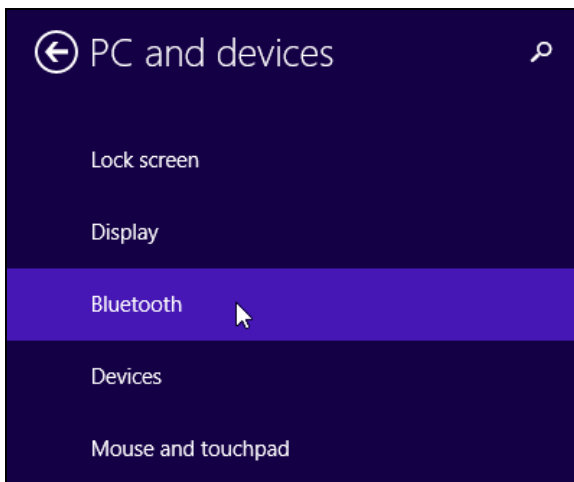 PC and devices
Lock screen
Display
Bluetooth
Devices
Mouse and touchpad